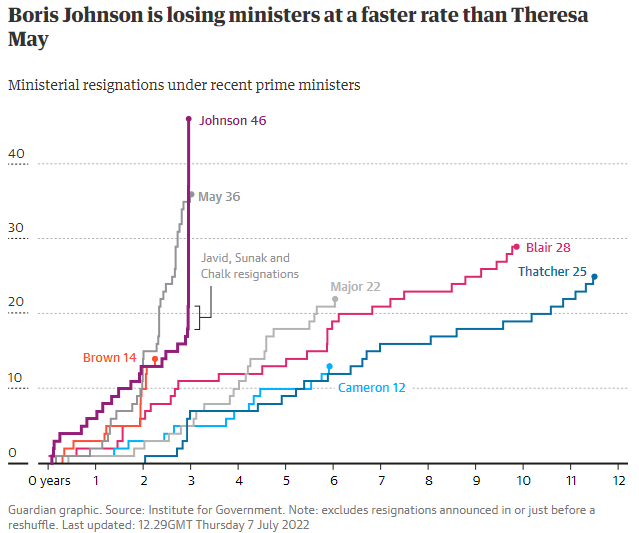 Boris Johnson is losing ministers at a faster rate than Theresa
May
Ministerial resignations under recent prime ministers
Johnson 46
40
May 36
30
Blair 28
Javid, Sunak and
Chalk resignations
Thatcher 25
Major 22
20
Brown 14
10
Cameron 12
0
0 years 1 2 3 4 5 6 7 8 9 10 11 12
Guardian graphic. Source: Institute for Government. Note: excludes resignations announced in or just before a
reshuffle. Last updated: 12.29GMT Thursday 7 July 2022